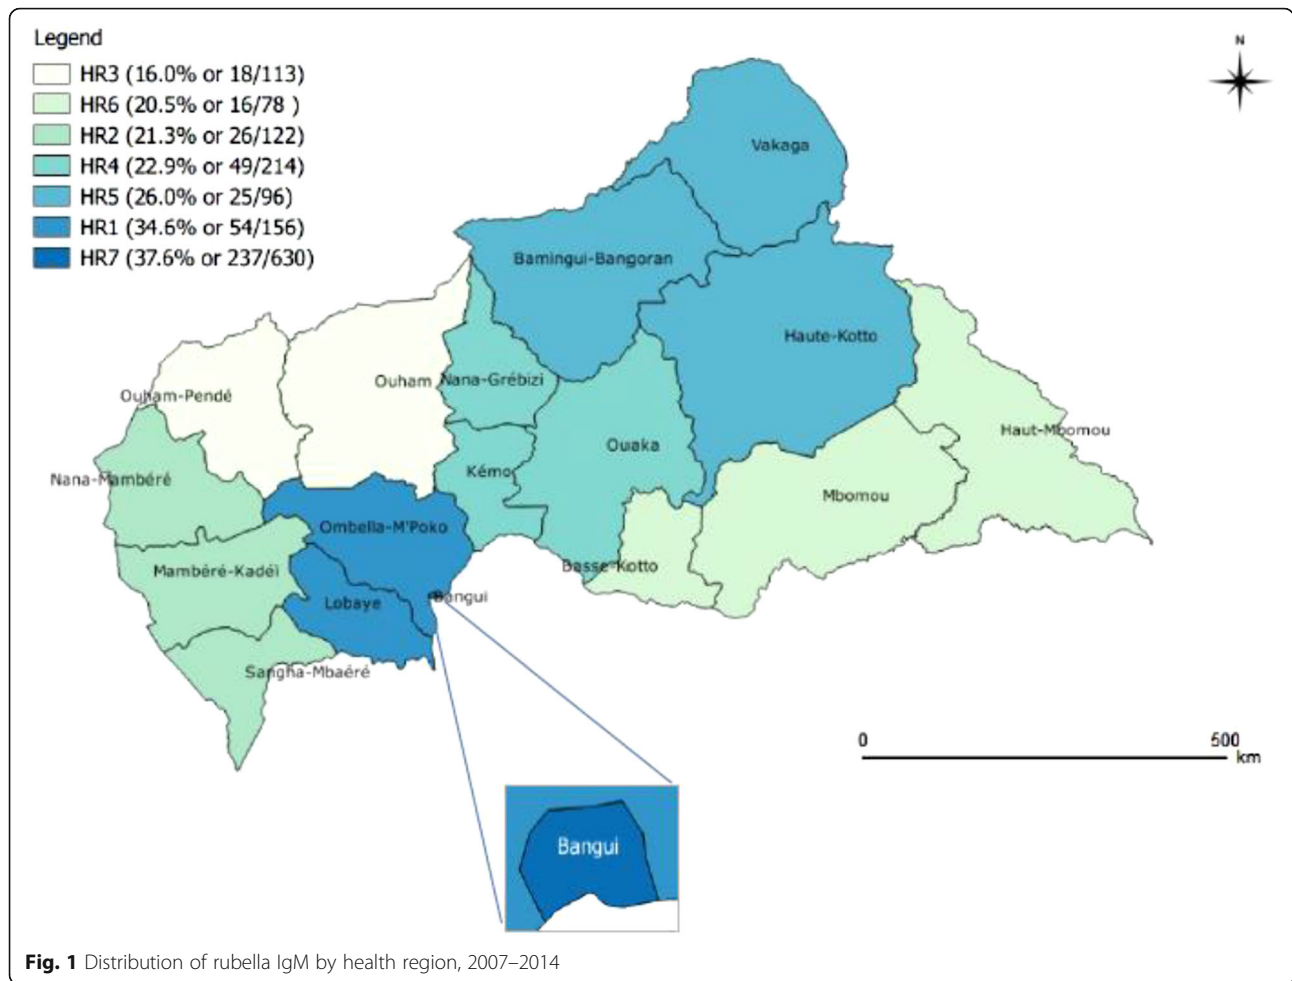 Legend
HR3 (16.0% or 18/113)
HR6 (20.5% or 16/78 )
HR2 (21.3% or 26/122)
HR4 (22.9% or 49/214)
HR5 (26.0% or 25/96)
HR1 (34.6% or 54/156)
HR7 (37.6% or 237/630)
N
Vakaga
Bamingui-Bangoran
Haute-Kotto
Ouham-Pendé
Ouham
Nana-Grébizi
Haut-Mbomou
Ouaka
Kémo
Nana-Mambéré
Mbomou
Ombella-M'Poko
Basse-Kotto
Mambéré-Kadéï
Lobaye
Bangui
Sangha-Mbaéré
0 500
km
Bangui
Fig. 1 Distribution of rubella IgM by health region, 2007–2014